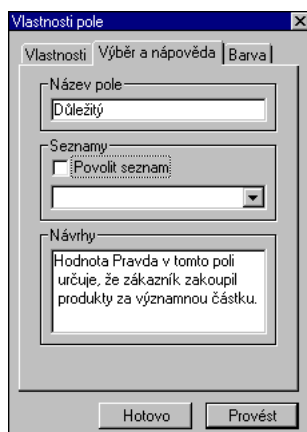 Vlastnosti pole
Vlastnosti Výběr a nápověda Barva
Název pole
Důležitý
Seznamy
Povolit seznam
Návrhy
Hodnota Pravda v tomto poli
určuje, že zákazník zakoupil
produkty za významnou částku.
Hotovo Provést